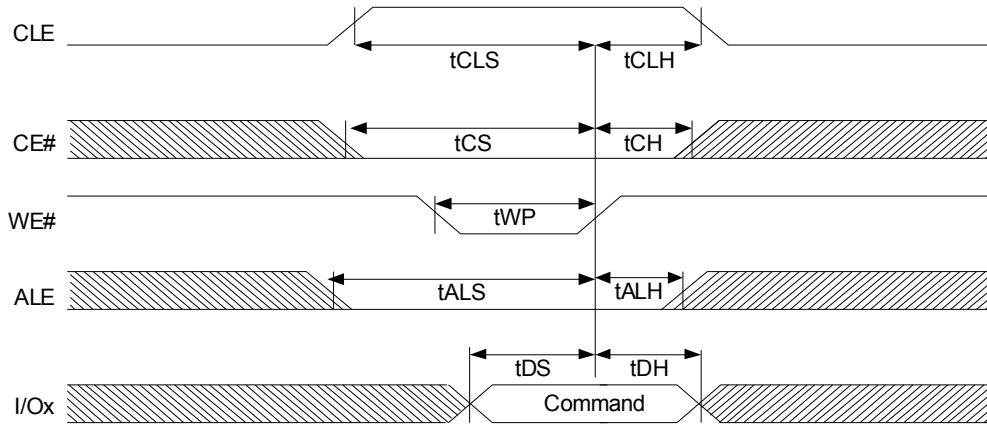 CLE
tCLS tCLH
CE#
tCS tCH
WE#
tWP
ALE
tALS tALH
tDS tDH
I/Ox
Command